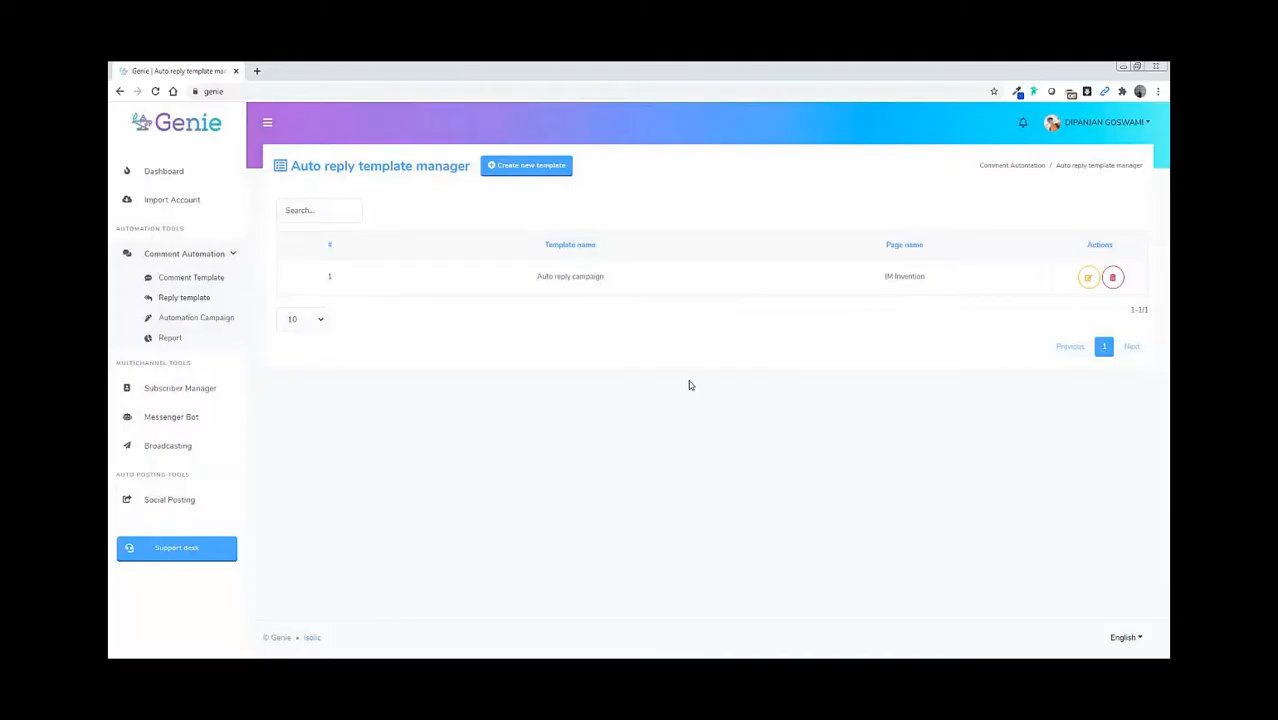 Genie | Auto reply template man
genie
Genie
DIPANJAN GOSWAMI
Auto reply template manager
Create new template
Comment Automation / Auto reply template manager
Dashboard
Import Account
AUTOMATION TOOLS
Comment Automation
Comment Template
Reply template
Automation Campaign
Report
MULTICHANNEL TOOLS
Subscriber Manager
Messenger Bot
Broadcasting
AUTO POSTING TOOLS
Social Posting
Support desk
Search...
# Template name Page name Actions
1 Auto reply campaign IM Invention
10
1-1/1
Previous 1 Next
© Genie • isolic
English